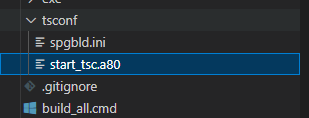 tsconf
spgbld.ini
start_tsc.a80
.gitignore
build_all.cmd